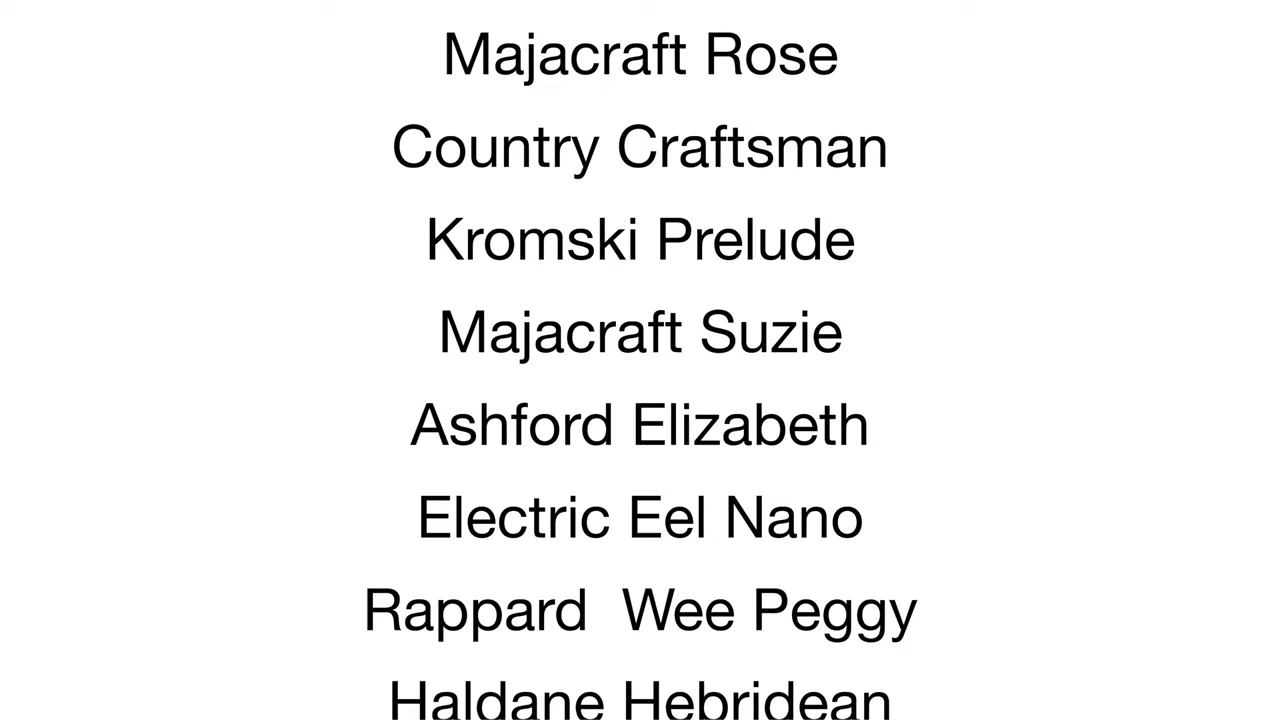 Majacraft Rose
Country Craftsman
Kromski Prelude
Majacraft Suzie
Ashford Elizabeth
Electric Eel Nano
Rappard  Wee Peggy
Haldane Hebridean